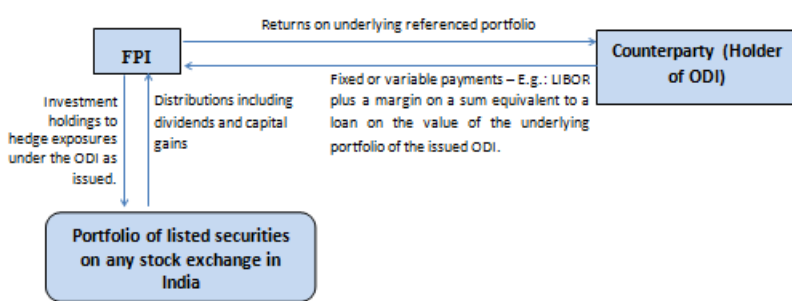 Returns on underlying referenced portfolio
FPI
Counterparty (Holder
of ODI)
Fixed or variable payments – E.g.: LIBOR
plus a margin on a sum equivalent to a
loan on the value of the underlying
portfolio of the issued ODI.
Investment
holdings to
hedge exposures
under the ODI as
issued.
Distributions including
dividends and capital
gains
Portfolio of listed securities
on any stock exchange in
India